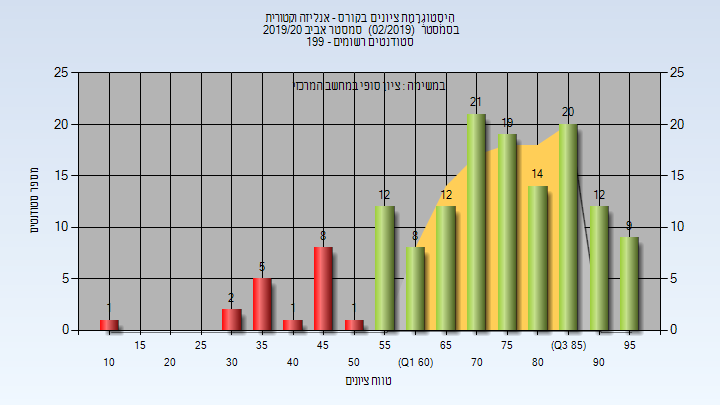 היסטוגרמת ציונים בקורס - אנליזה וקטורית
בסמסטר (02/2019) סמסטר אביב 2019/20
סטודנטים רשומים - 199
במשימה : ציון סופי במחשב המרכזי
25 25
20 20
15 15
10 10
5 5
0 0
מספר סטודנטים
1 2 5 1 8 1 12 8 12 21 19 14 20 12 9
15 25 35 45 55 65 75 (Q3 85) 95
10 20 30 40 50 (Q1 60) 70 80 90
טווח ציונים